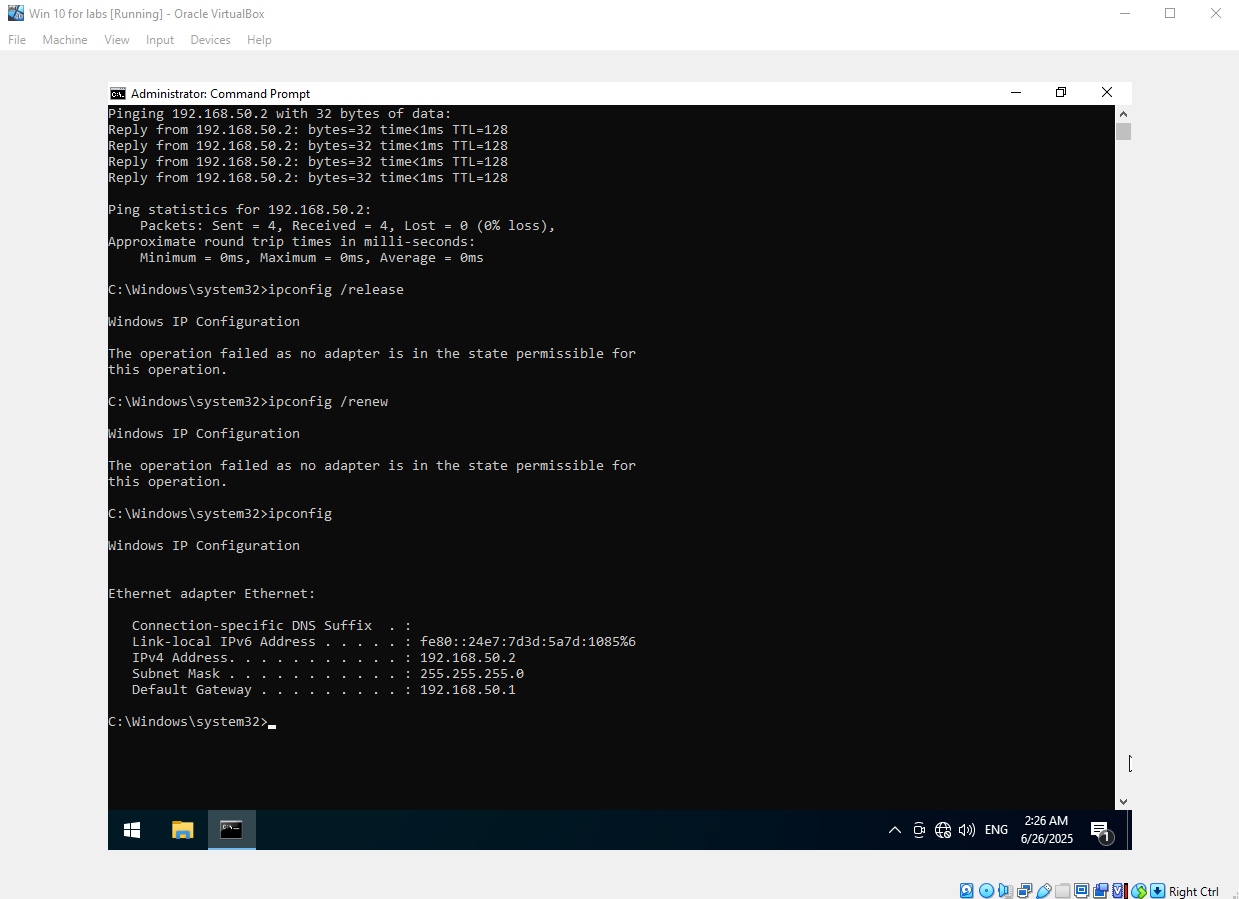 Win 10 for labs [Running] - Oracle VirtualBox
File Machine View Input Devices Help
Administrator: Command Prompt
Pinging 192.168.50.2 with 32 bytes of data:
Reply from 192.168.50.2: bytes=32 time<1ms TTL=128
Reply from 192.168.50.2: bytes=32 time<1ms TTL=128
Reply from 192.168.50.2: bytes=32 time<1ms TTL=128
Reply from 192.168.50.2: bytes=32 time<1ms TTL=128
Ping statistics for 192.168.50.2:
Packets: Sent = 4, Received = 4, Lost = 0 (0% loss),
Approximate round trip times in milli-seconds:
Minimum = 0ms, Maximum = 0ms, Average = 0ms
C:\Windows\system32>ipconfig /release
Windows IP Configuration
The operation failed as no adapter is in the state permissible for
this operation.
C:\Windows\system32>ipconfig /renew
Windows IP Configuration
The operation failed as no adapter is in the state permissible for
this operation.
C:\Windows\system32>ipconfig
Windows IP Configuration
Ethernet adapter Ethernet:
Connection-specific DNS Suffix  . :
Link-local IPv6 Address . . . . . : fe80::24e7:7d3d:5a7d:1085%6
IPv4 Address. . . . . . . . . . . : 192.168.50.2
Subnet Mask . . . . . . . . . . . : 255.255.255.0
Default Gateway . . . . . . . . . : 192.168.50.1
C:\Windows\system32>
ENG
2:26 AM
6/26/2025
1
Right Ctrl